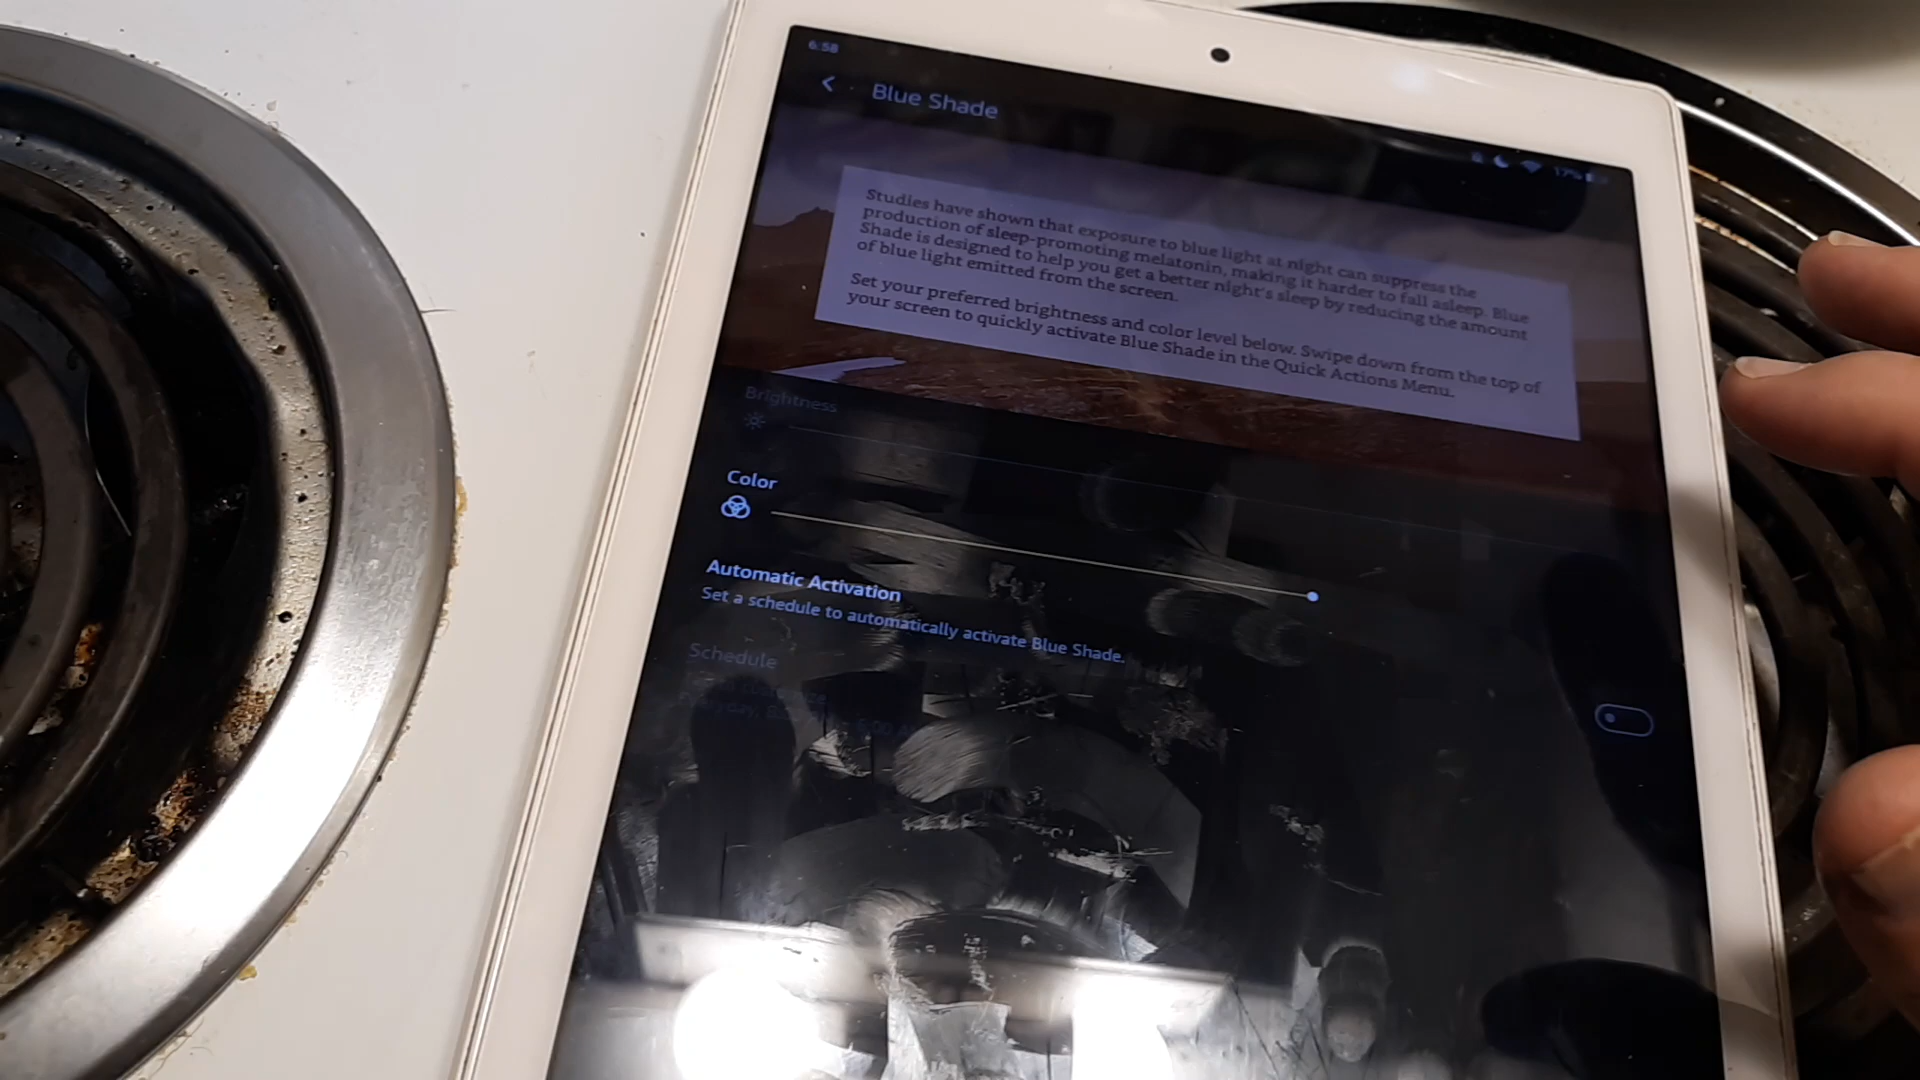 6:58
Blue Shade
17%
Studies have shown that exposure to blue light at night can suppress the
production of sleep-promoting melatonin, making it harder to fall asleep. Blue
Shade is designed to help you get a better night's sleep by reducing the amount
of blue light emitted from the screen.
Set your preferred brightness and color level below. Swipe down from the top of
your screen to quickly activate Blue Shade in the Quick Actions Menu.
Brightness
Color
Automatic Activation
Set a schedule to automatically activate Blue Shade.
Schedule